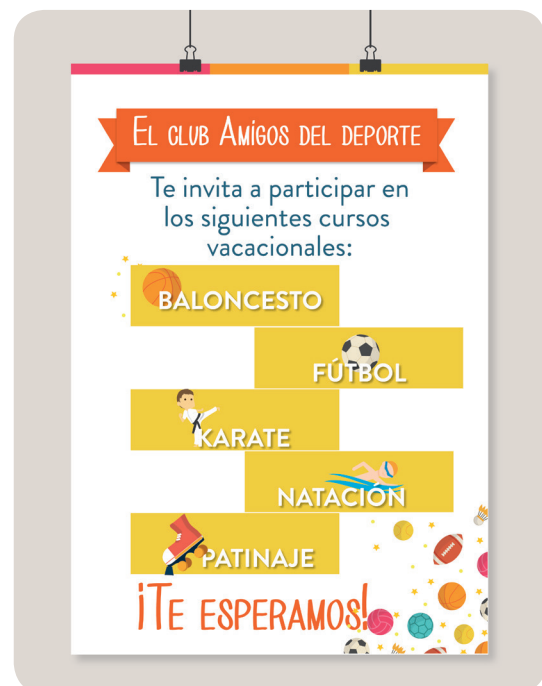 EL CLUB AMIGOS DEL DEPORTE
Te invita a participar en
los siguientes cursos
vacacionales:
BALONCESTO
FÚTBOL
KARATE
NATACIÓN
PATINAJE
¡TE ESPERAMOS!